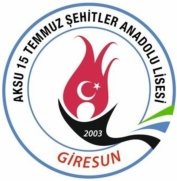 AKSU 15 TEMMUZ ŞEHİTLER ANADOLU LİSESİ
2003
GİRESUN